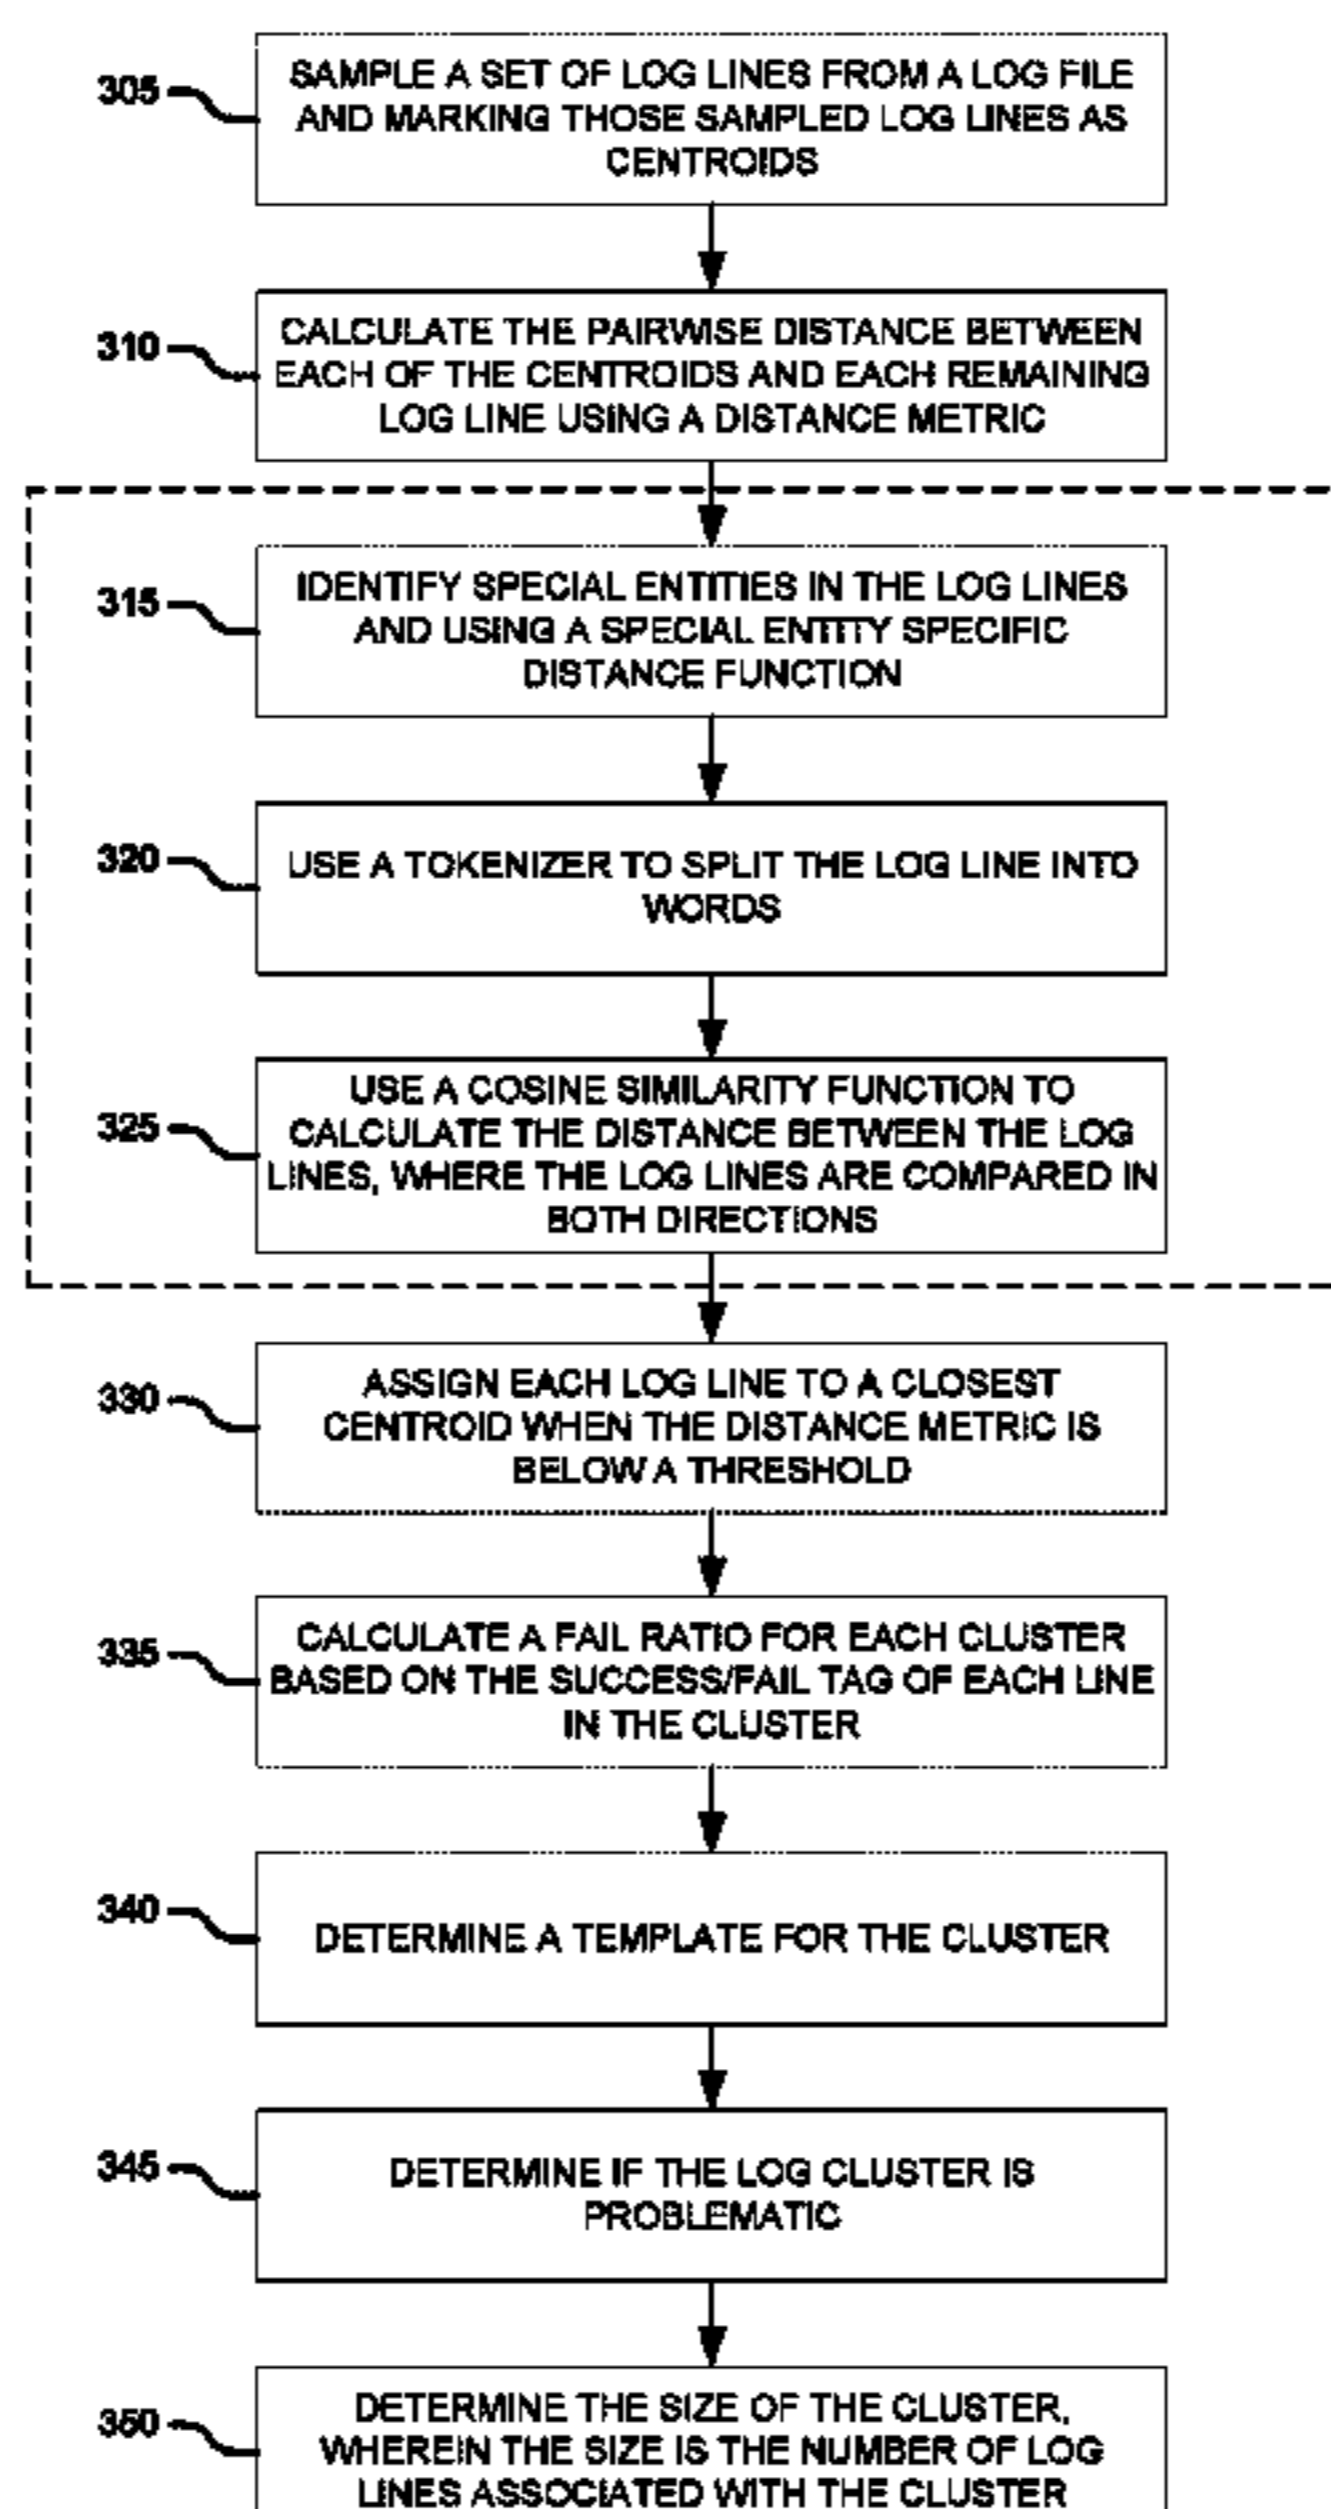 305
SAMPLE A SET OF LOG LINES FROM A LOG FILE
AND MARKING THOSE SAMPLED LOG LINES AS
CENTROIDS
310
CALCULATE THE PAIRWISE DISTANCE BETWEEN
EACH OF THE CENTROIDS AND EACH REMAINING
LOG LINE USING A DISTANCE METRIC
315
IDENTIFY SPECIAL ENTITIES IN THE LOG LINES
AND USING A SPECIAL ENTITY SPECIFIC
DISTANCE FUNCTION
320
USE A TOKENIZER TO SPLIT THE LOG LINE INTO
WORDS
325
USE A COSINE SIMILARITY FUNCTION TO
CALCULATE THE DISTANCE BETWEEN THE LOG
LINES, WHERE THE LOG LINES ARE COMPARED IN
BOTH DIRECTIONS
330
ASSIGN EACH LOG LINE TO A CLOSEST
CENTROID WHEN THE DISTANCE METRIC IS
BELOW A THRESHOLD
335
CALCULATE A FAIL RATIO FOR EACH CLUSTER
BASED ON THE SUCCESS/FAIL TAG OF EACH LINE
IN THE CLUSTER
340
DETERMINE A TEMPLATE FOR THE CLUSTER
345
DETERMINE IF THE LOG CLUSTER IS
PROBLEMATIC
350
DETERMINE THE SIZE OF THE CLUSTER,
WHEREIN THE SIZE IS THE NUMBER OF LOG
LINES ASSOCIATED WITH THE CLUSTER